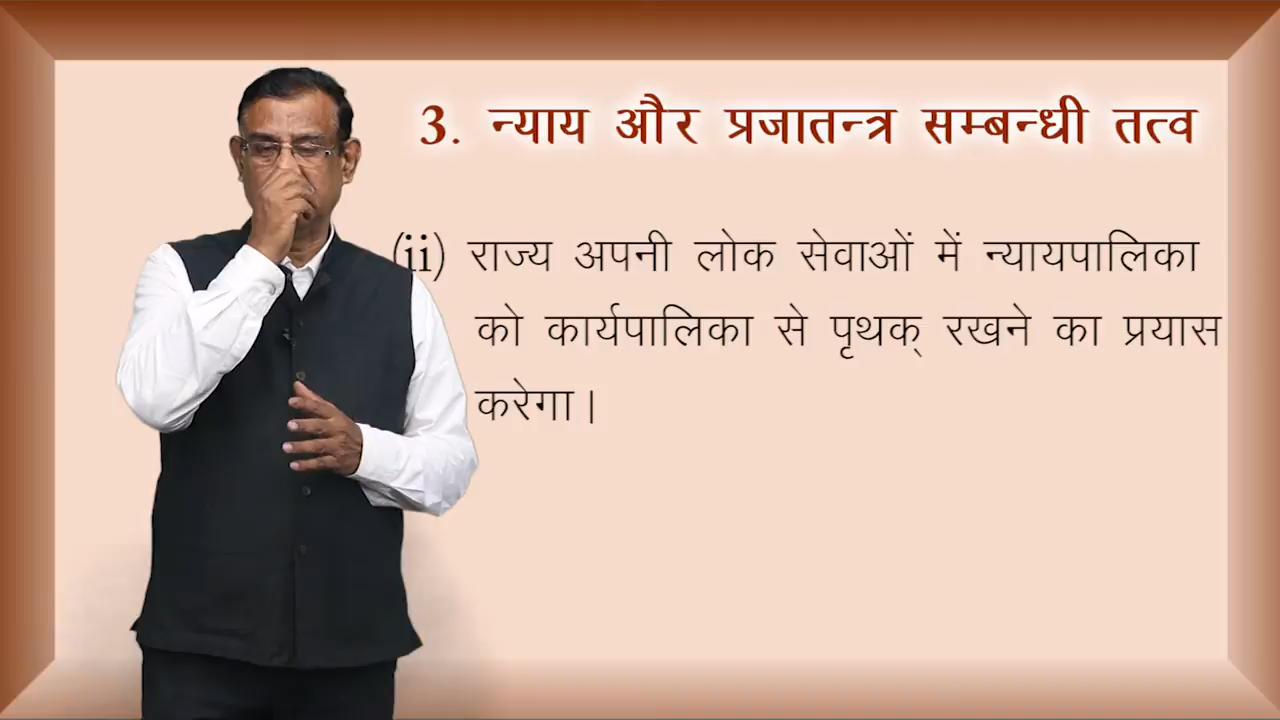 3. न्याय और प्रजातन्त्र सम्बन्धी तत्व
(ii) राज्य अपनी लोक सेवाओं में न्यायपालिका
को कार्यपालिका से पृथक् रखने का प्रयास
करेगा।